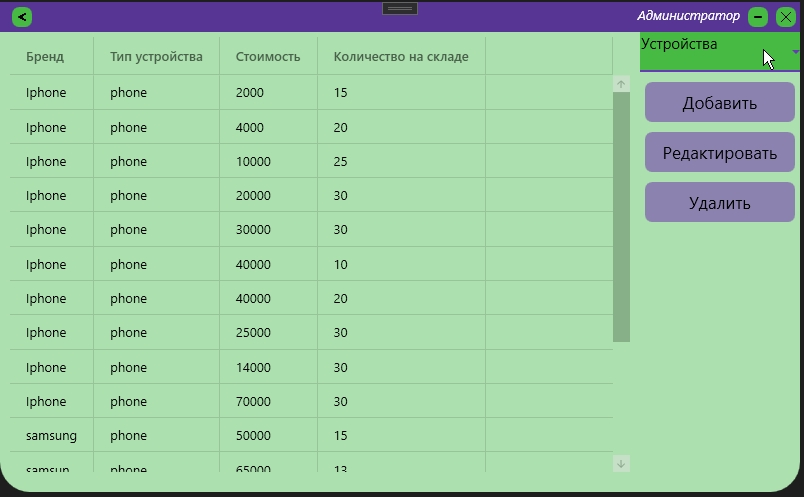 Администратор
Устройства
Бренд Тип устройства Стоимость Количество на складе
Iphone phone 2000 15
Iphone phone 4000 20
Iphone phone 10000 25
Iphone phone 20000 30
Iphone phone 30000 30
Iphone phone 40000 10
Iphone phone 40000 20
Iphone phone 25000 30
Iphone phone 14000 30
Iphone phone 70000 30
samsung phone 50000 15
samsun phone 65000 13
Добавить
Редактировать
Удалить